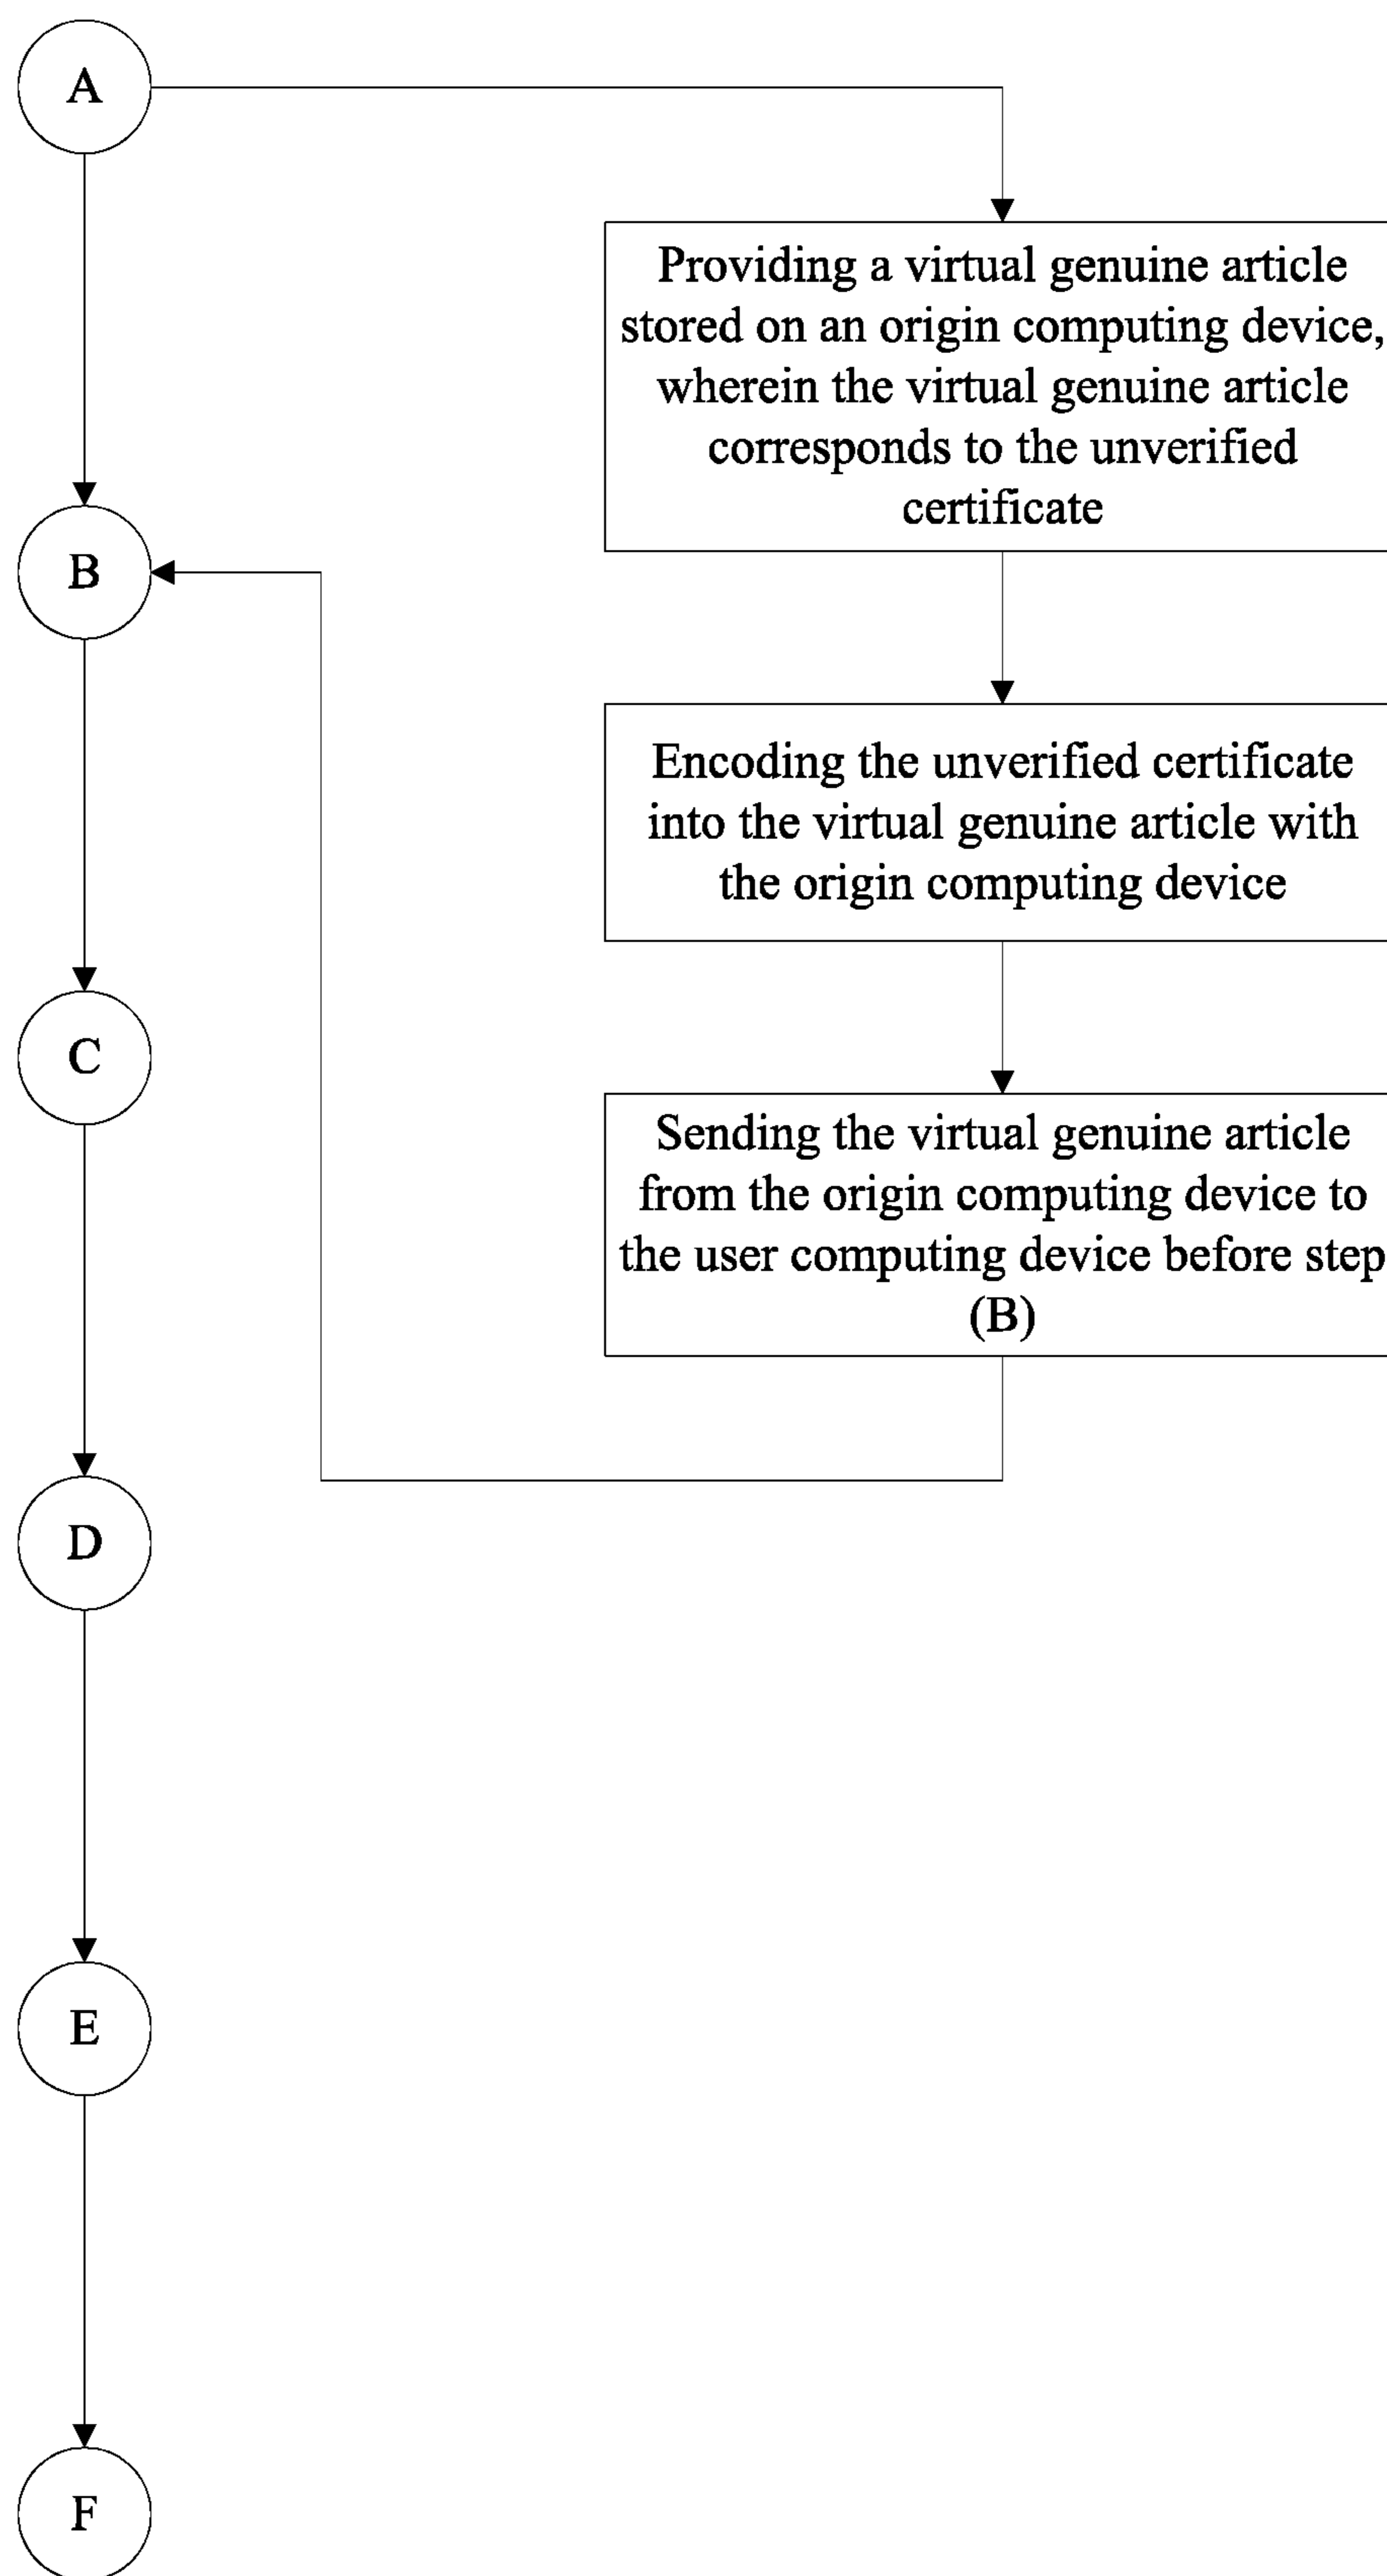 A
Providing a virtual genuine article
stored on an origin computing device,
wherein the virtual genuine article
corresponds to the unverified
certificate
B
Encoding the unverified certificate
into the virtual genuine article with
the origin computing device
C
Sending the virtual genuine article
from the origin computing device to
the user computing device before step
(B)
D
E
F